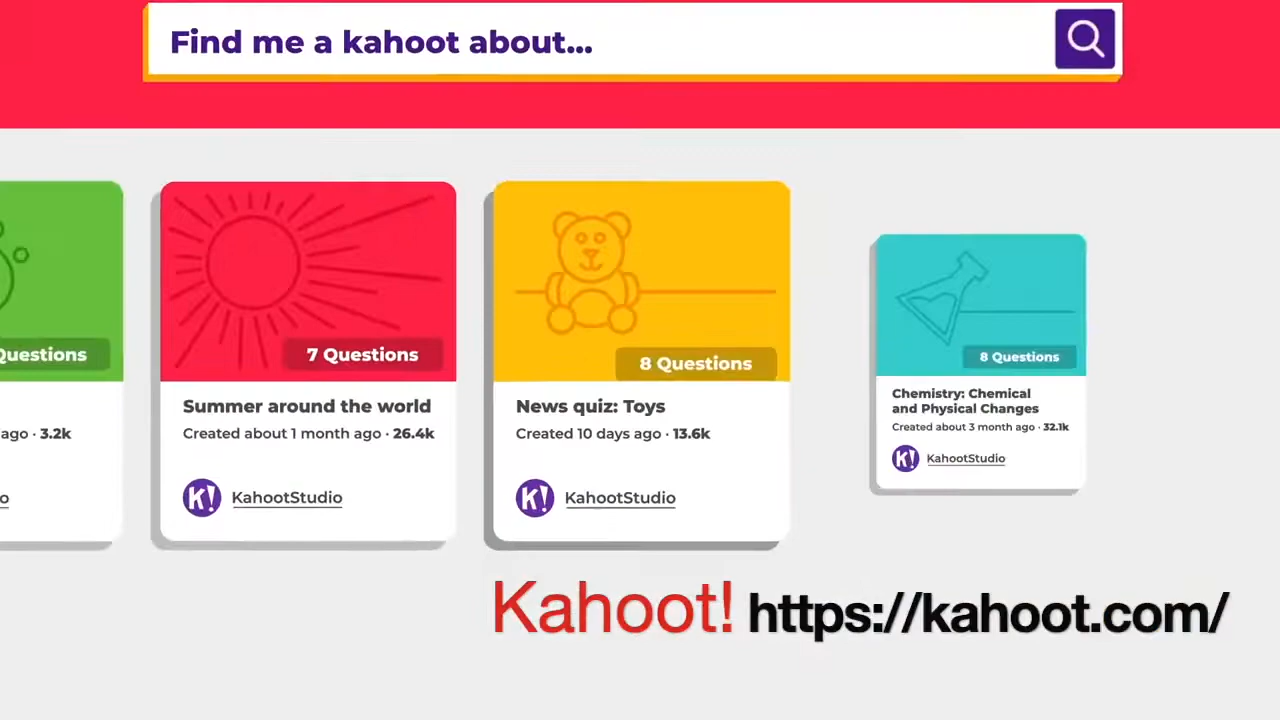 Find me a kahoot about...
Questions
ago · 3.2k
o
7 Questions
Summer around the world
Created about 1 month ago · 26.4k
K!
KahootStudio
8 Questions
News quiz: Toys
Created 10 days ago · 13.6k
K!
KahootStudio
8 Questions
Chemistry: Chemical
and Physical Changes
Created about 3 month ago · 32.1k
K!
KahootStudio
Kahoot! https://kahoot.com/